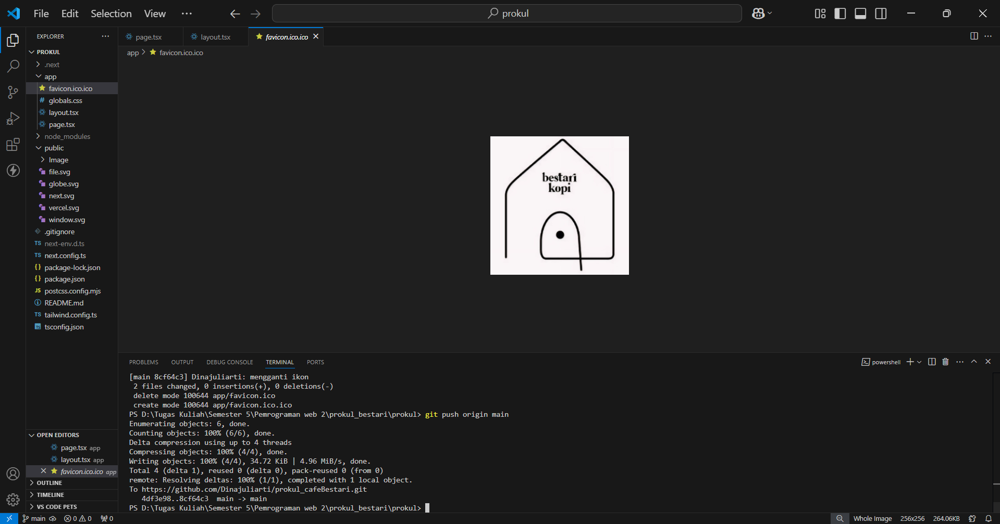 File Edit Selection View ···
prokul
EXPLORER ···
PROKUL
.next
app
favicon.ico.ico
globals.css
layout.tsx
page.tsx
node_modules
public
Image
file.svg
globe.svg
next.svg
vercel.svg
window.svg
.gitignore
TS next-env.d.ts
TS next.config.ts
{} package-lock.json
{} package.json
JS postcss.config.mjs
README.md
TS tailwind.config.ts
TS tsconfig.json
OPEN EDITORS
page.tsx app
layout.tsx app
favicon.ico.ico app
OUTLINE
TIMELINE
VS CODE PETS
page.tsx layout.tsx favicon.ico.ico
app > favicon.ico.ico
bestari
kopi
PROBLEMS OUTPUT DEBUG CONSOLE TERMINAL PORTS
powershell
[main 8cf64c3] Dinajuliarti: mengganti ikon
2 files changed, 0 insertions(+), 0 deletions(-)
delete mode 100644 app/favicon.ico
create mode 100644 app/favicon.ico.ico
PS D:\Tugas Kuliah\Semester 5\Pemrograman web 2\prokul_bestari\prokul> git push origin main
Enumerating objects: 6, done.
Counting objects: 100% (6/6), done.
Delta compression using up to 4 threads
Compressing objects: 100% (4/4), done.
Writing objects: 100% (4/4), 34.72 KiB | 4.96 MiB/s, done.
Total 4 (delta 1), reused 0 (delta 0), pack-reused 0 (from 0)
remote: Resolving deltas: 100% (1/1), completed with 1 local object.
To https://github.com/Dinajuliarti/prokul_cafeBestari.git
4df3e98..8cf64c3  main -> main
PS D:\Tugas Kuliah\Semester 5\Pemrograman web 2\prokul_bestari\prokul>
main 0 0 0 Whole Image 256x256 264.06KB